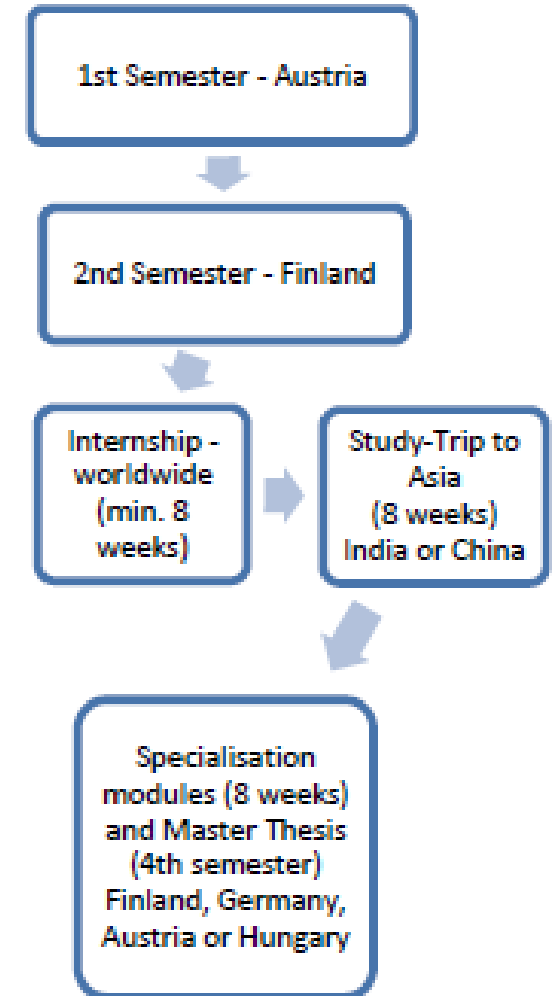 1st Semester - Austria
2nd Semester - Finland
Internship -
worldwide
(min. 8
weeks)
Study-Trip to
Asia
(8 weeks)
India or China
Specialisation
modules (8 weeks)
and Master Thesis
(4th semester)
Finland, Germany,
Austria or Hungary